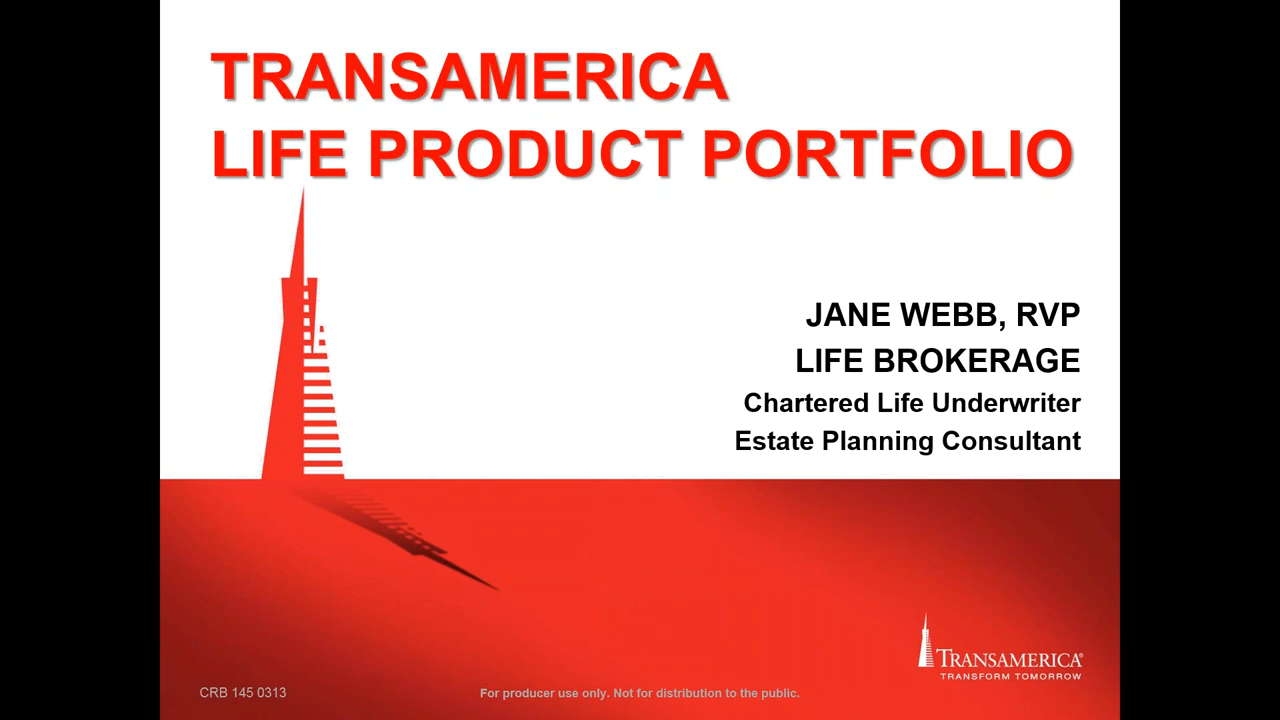 TRANSAMERICA
LIFE PRODUCT PORTFOLIO
JANE WEBB, RVP
LIFE BROKERAGE
Chartered Life Underwriter
Estate Planning Consultant
TRANSAMERICA®
TRANSFORM TOMORROW
CRB 145 0313
For producer use only. Not for distribution to the public.